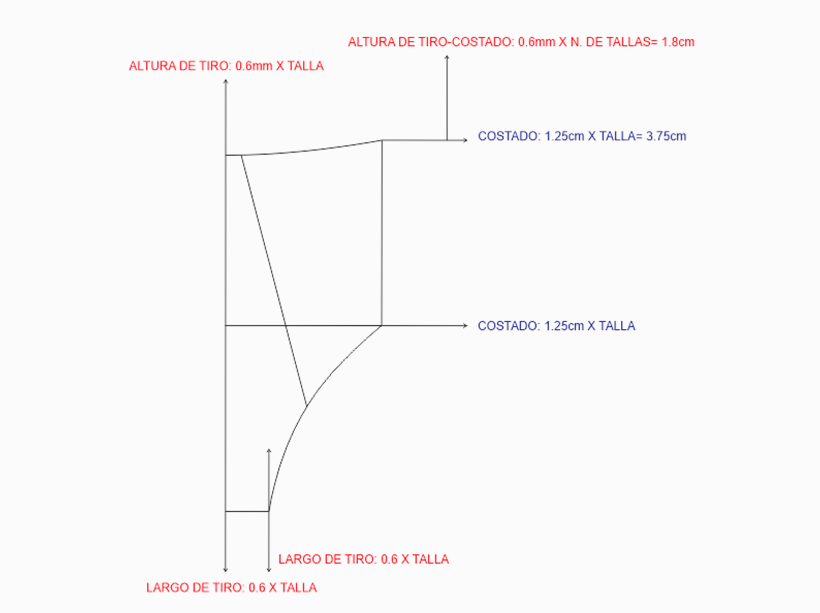 ALTURA DE TIRO-COSTADO: 0.6mm X N. DE TALLAS= 1.8cm
ALTURA DE TIRO: 0.6mm X TALLA
COSTADO: 1.25cm X TALLA= 3.75cm
COSTADO: 1.25cm X TALLA
LARGO DE TIRO: 0.6 X TALLA
LARGO DE TIRO: 0.6 X TALLA